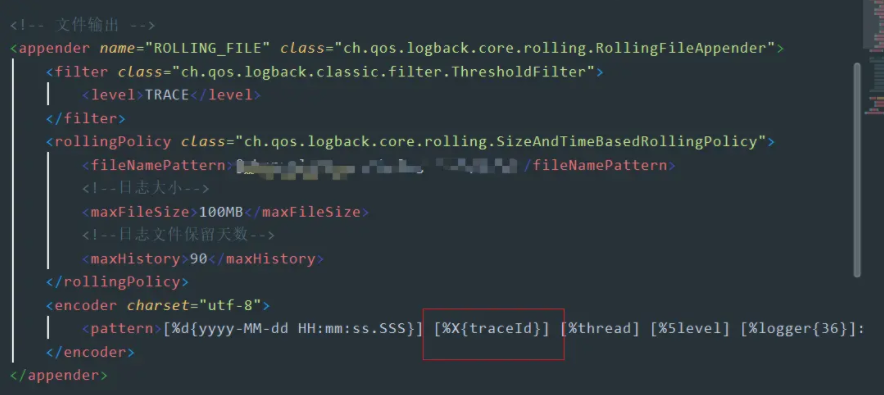 <!-- 文件输出 -->
<appender name="ROLLING_FILE" class="ch.qos.logback.core.rolling.RollingFileAppender">
<filter class="ch.qos.logback.classic.filter.ThresholdFilter">
<level>TRACE</level>
</filter>
<rollingPolicy class="ch.qos.logback.core.rolling.SizeAndTimeBasedRollingPolicy">
<fileNamePattern> /fileNamePattern>
<!--日志大小-->
<maxFileSize>100MB</maxFileSize>
<!--日志文件保留天数-->
<maxHistory>90</maxHistory>
</rollingPolicy>
<encoder charset="utf-8">
<pattern>[%d{yyyy-MM-dd HH:mm:ss.SSS}] [%X{traceId}] [%thread] [%5level] [%logger{36}]:
</encoder>
</appender>